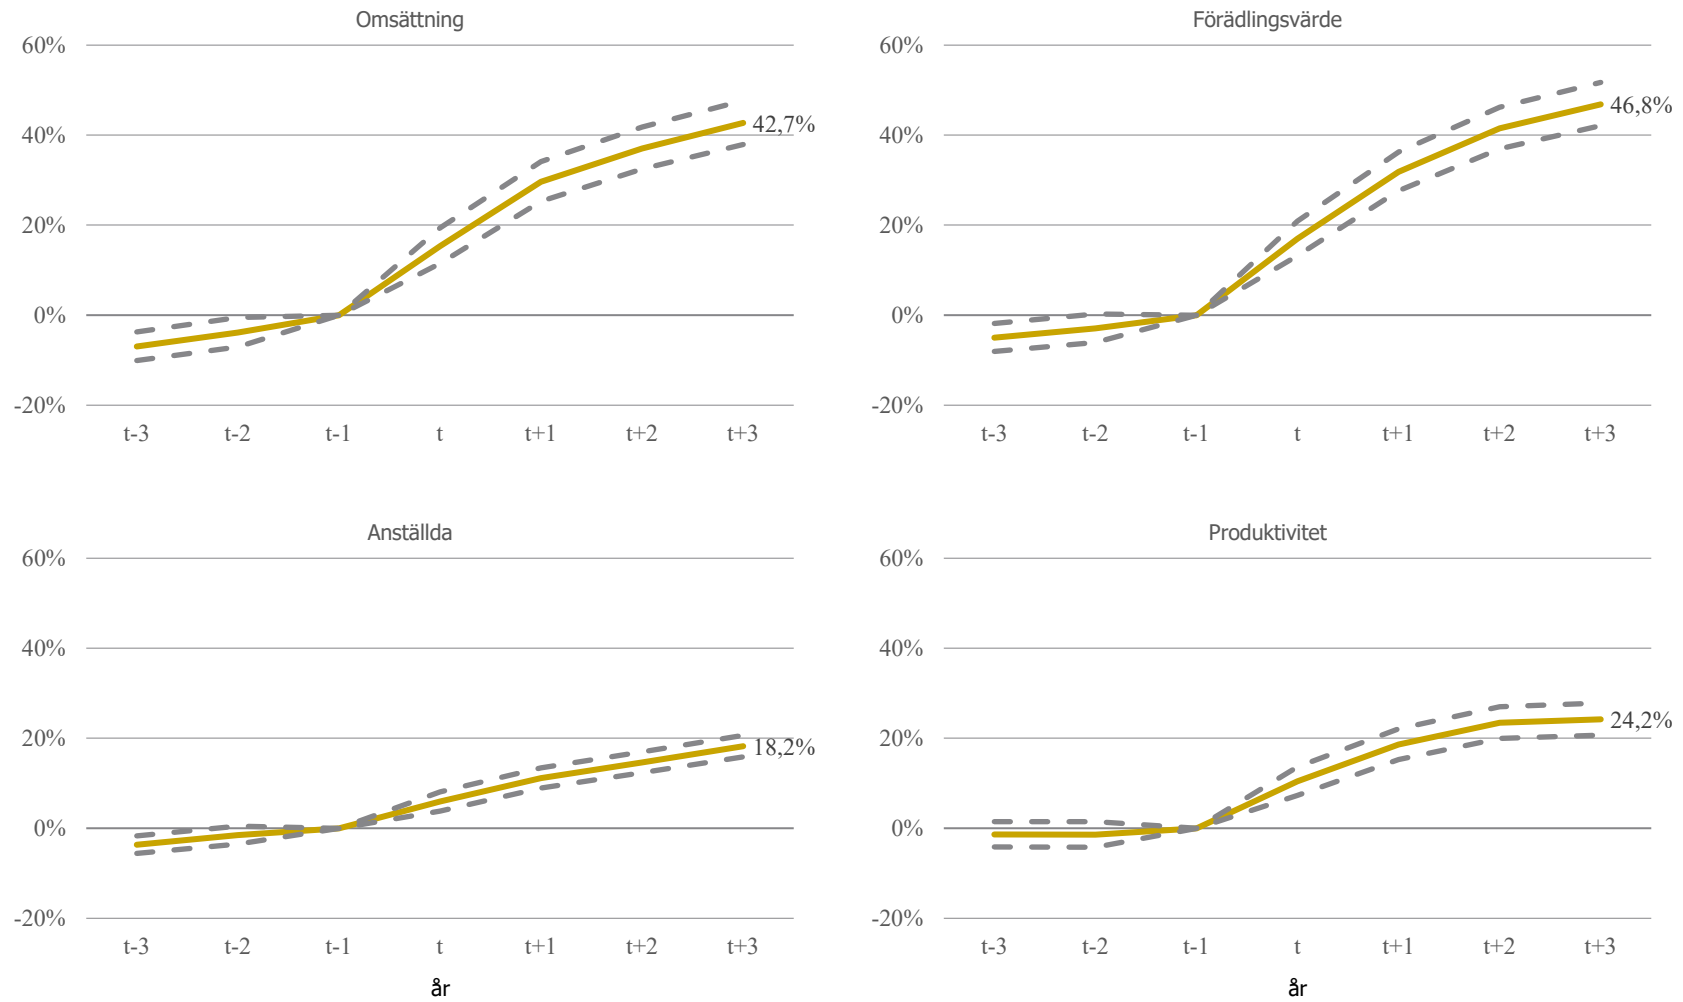 Omsättning
60%
40%
20%
0%
-20%
42,7%
t-3 t-2 t-1 t t+1 t+2 t+3
Förädlingsvärde
60%
40%
20%
0%
-20%
46,8%
t-3 t-2 t-1 t t+1 t+2 t+3
Anställda
60%
40%
20%
0%
-20%
18,2%
t-3 t-2 t-1 t t+1 t+2 t+3
år
Produktivitet
60%
40%
20%
0%
-20%
24,2%
t-3 t-2 t-1 t t+1 t+2 t+3
år